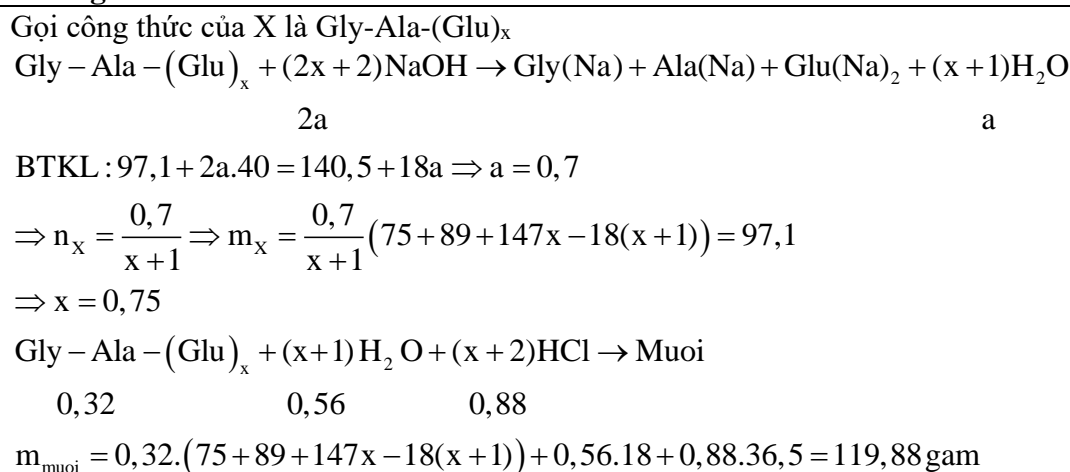 Gọi công thức của X là Gly-Ala-(Glu)ₓ
Gly − Ala − (Glu)ₓ + (2x + 2)NaOH → Gly(Na) + Ala(Na) + Glu(Na)₂ + (x + 1)H₂O
2a a
BTKL : 97,1 + 2a.40 = 140,5 + 18a ⇒ a = 0,7
⇒ n_X = 0,7/(x + 1) ⇒ m_X = 0,7/(x + 1) (75 + 89 + 147x − 18(x + 1)) = 97,1
⇒ x = 0,75
Gly − Ala − (Glu)ₓ + (x+1) H₂ O + (x + 2)HCl → Muoi
0,32 0,56 0,88
m_muoi = 0,32.(75 + 89 + 147x − 18(x + 1)) + 0,56.18 + 0,88.36,5 = 119,88 gam